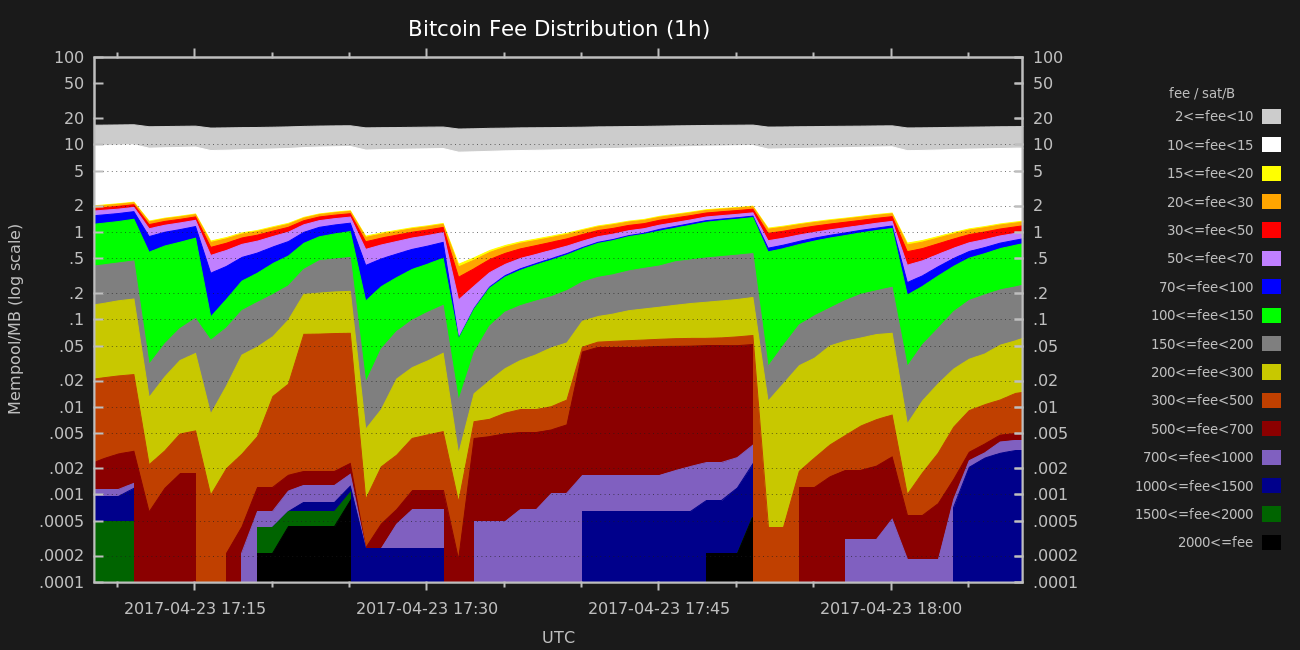 Bitcoin Fee Distribution (1h)
100
50
20
10
5
2
1
.5
.2
.1
.05
.02
.01
.005
.002
.001
.0005
.0002
.0001
Mempool/MB (log scale)
100
50
20
10
5
2
1
.5
.2
.1
.05
.02
.01
.005
.002
.001
.0005
.0002
.0001
2017-04-23 17:15
2017-04-23 17:30
2017-04-23 17:45
2017-04-23 18:00
UTC
fee / sat/B
2<=fee<10
10<=fee<15
15<=fee<20
20<=fee<30
30<=fee<50
50<=fee<70
70<=fee<100
100<=fee<150
150<=fee<200
200<=fee<300
300<=fee<500
500<=fee<700
700<=fee<1000
1000<=fee<1500
1500<=fee<2000
2000<=fee